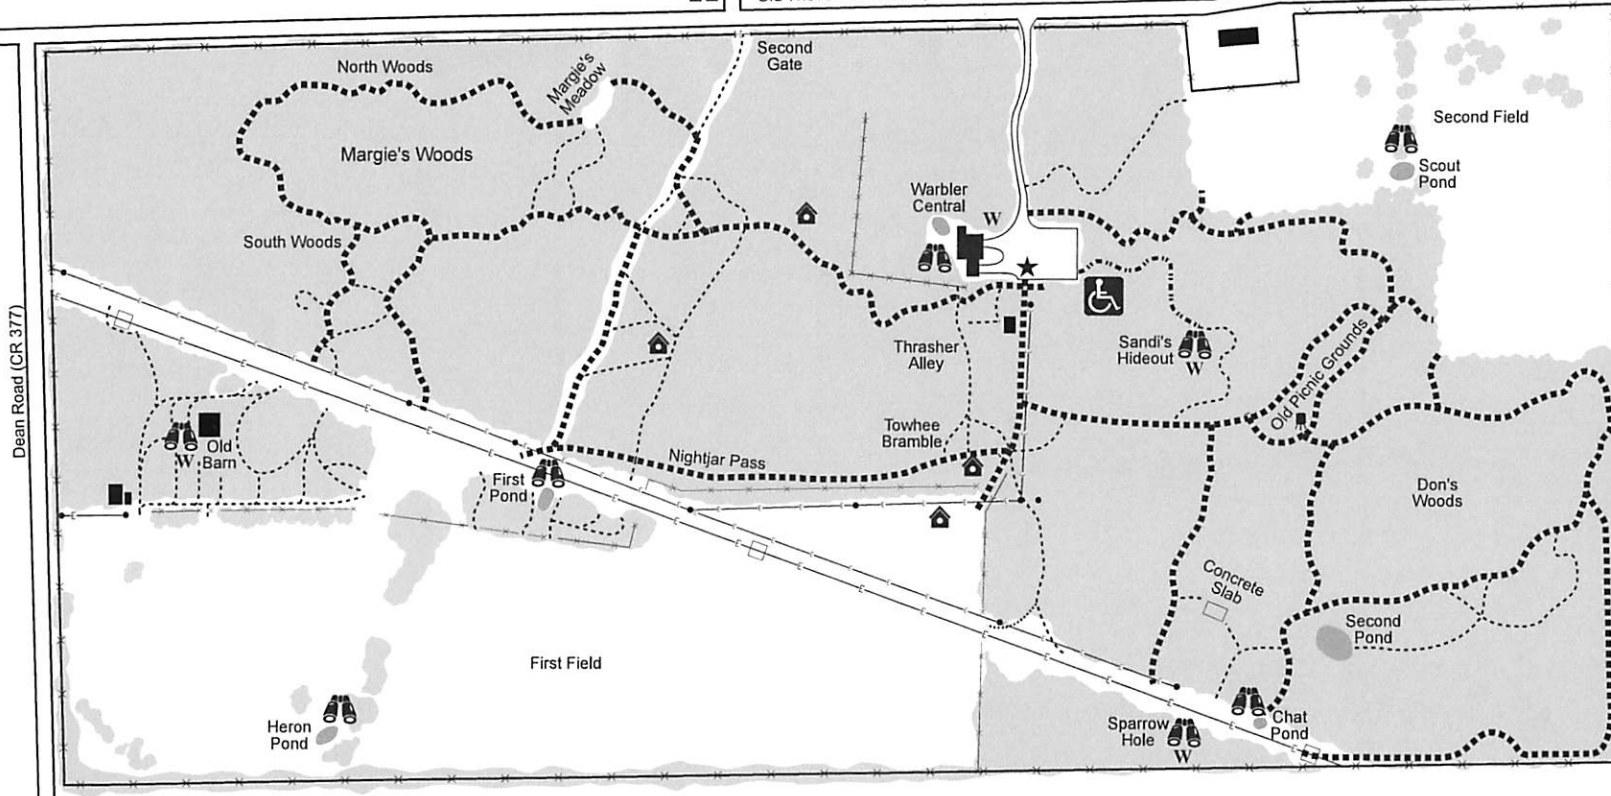 Second
Gate
North Woods
Margie's
Meadow
Second Field
Margie's Woods
Scout
Pond
Warbler
Central
W
South Woods
Dean Road (CR 377)
Thrasher
Alley
Sandi's
Hideout
W
Old Picnic Grounds
Towhee
Bramble
Old
Barn
W
Nightjar Pass
First
Pond
Don's
Woods
Concrete
Slab
Second
Pond
First Field
Heron
Pond
Sparrow
Hole
W
Chat
Pond